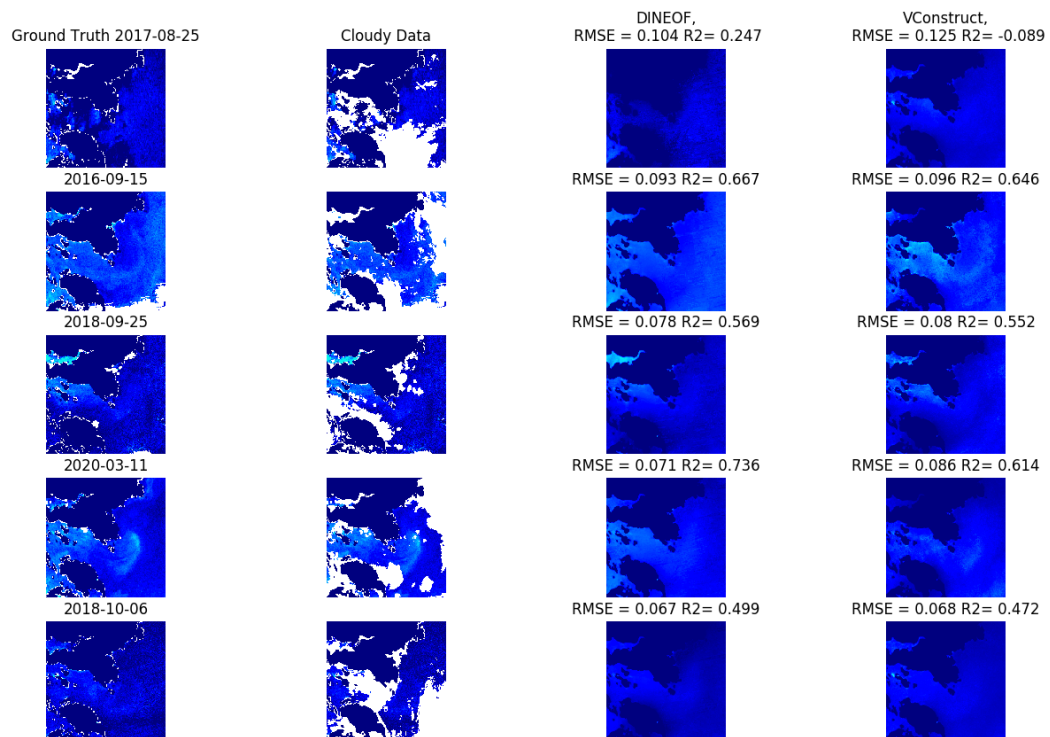 DINEOF,
VConstruct,
Ground Truth 2017-08-25
Cloudy Data
RMSE = 0.104 R2= 0.247
RMSE = 0.125 R2= -0.089
2016-09-15
RMSE = 0.093 R2= 0.667
RMSE = 0.096 R2= 0.646
2018-09-25
RMSE = 0.078 R2= 0.569
RMSE = 0.08 R2= 0.552
2020-03-11
RMSE = 0.071 R2= 0.736
RMSE = 0.086 R2= 0.614
2018-10-06
RMSE = 0.067 R2= 0.499
RMSE = 0.068 R2= 0.472